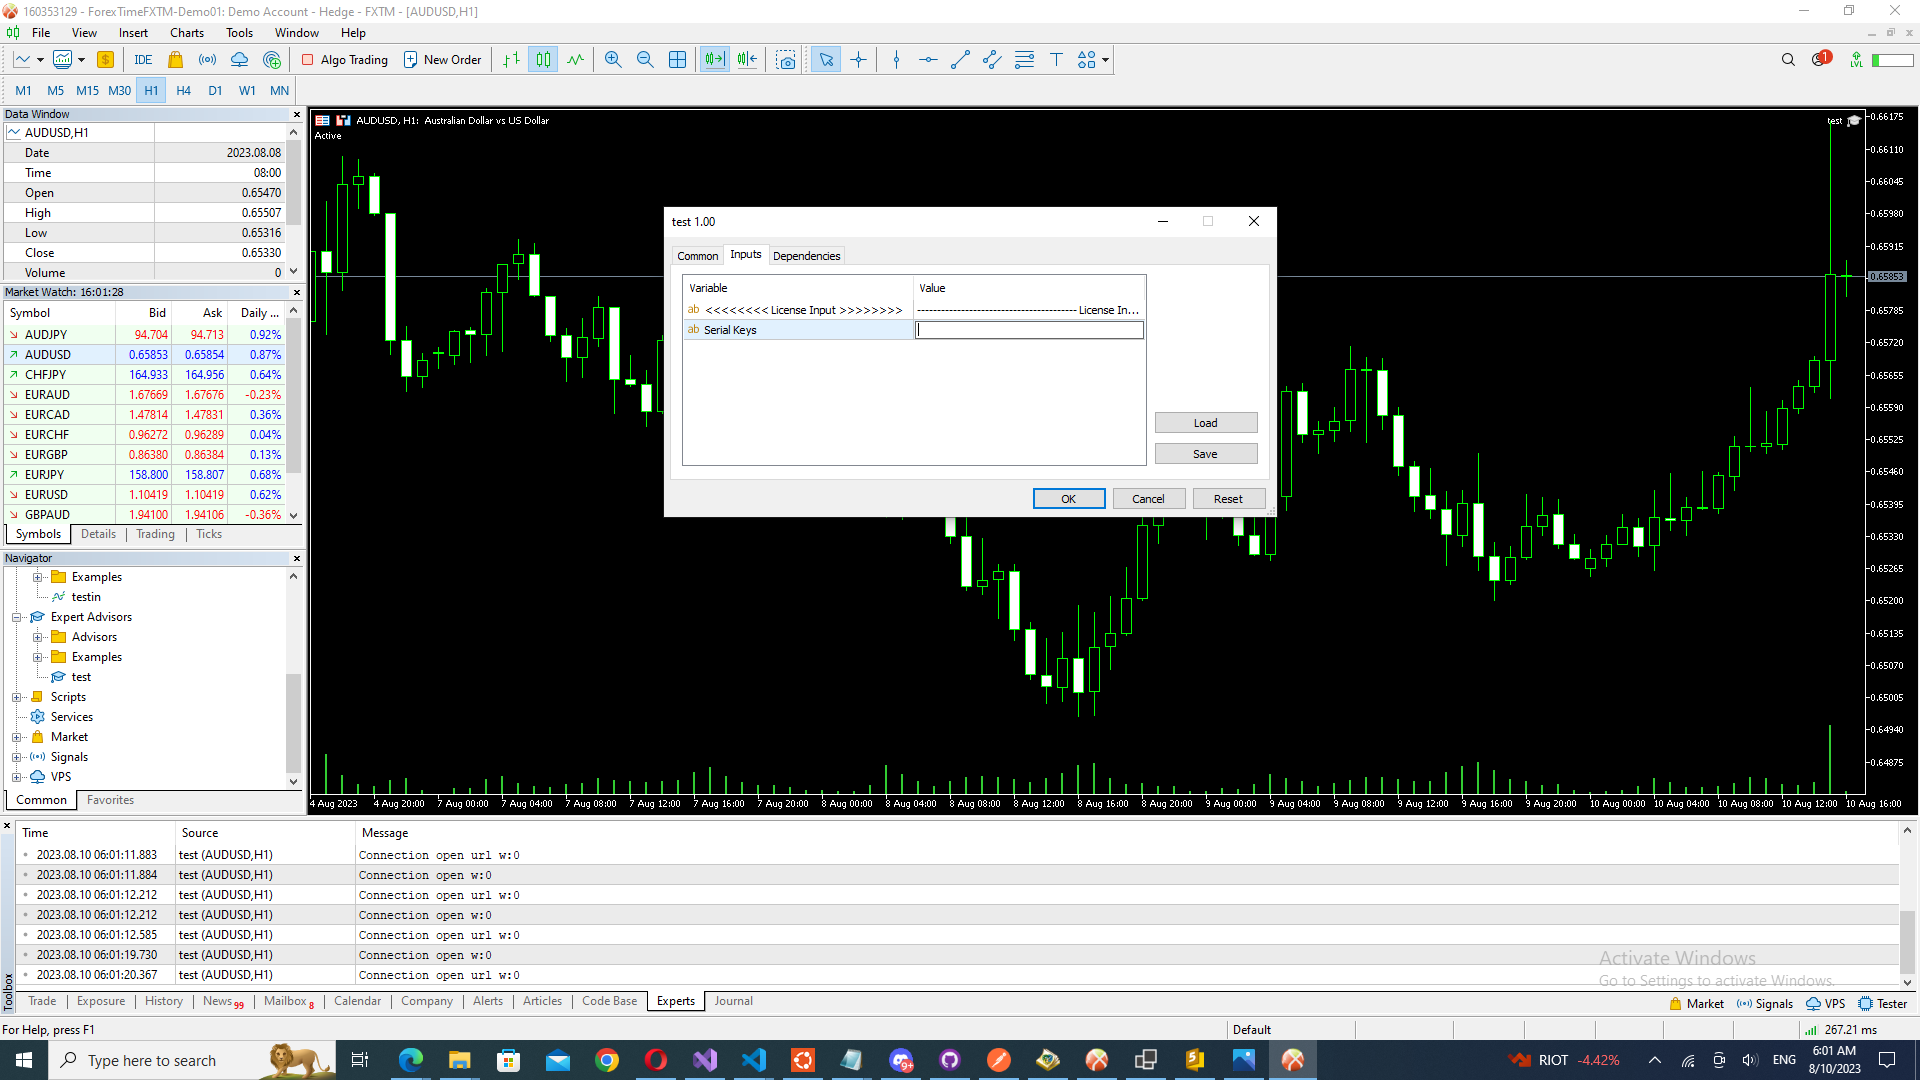 160353129 - ForexTimeFXTM-Demo01: Demo Account - Hedge - FXTM - [AUDUSD,H1]
File View Insert Charts Tools Window Help
IDE Algo Trading New Order 1 LVL
M1 M5 M15 M30 H1 H4 D1 W1 MN
Data Window
AUDUSD,H1
Date 2023.08.08
Time 08:00
Open 0.65470
High 0.65507
Low 0.65316
Close 0.65330
Volume 0
Market Watch: 16:01:28
Symbol Bid Ask Daily ...
AUDJPY 94.704 94.713 0.92%
AUDUSD 0.65853 0.65854 0.87%
CHFJPY 164.933 164.956 0.64%
EURAUD 1.67669 1.67676 -0.23%
EURCAD 1.47814 1.47831 0.36%
EURCHF 0.96272 0.96289 0.04%
EURGBP 0.86380 0.86384 0.13%
EURJPY 158.800 158.807 0.68%
EURUSD 1.10419 1.10419 0.62%
GBPAUD 1.94100 1.94106 -0.36%
Symbols Details Trading Ticks
Navigator
Examples
testin
Expert Advisors
Advisors
Examples
test
Scripts
Services
Market
Signals
VPS
Common Favorites
AUDUSD, H1: Australian Dollar vs US Dollar
Active
test
0.66175
0.66110
0.66045
0.65980
0.65915
0.65853
0.65785
0.65720
0.65655
0.65590
0.65525
0.65460
0.65395
0.65330
0.65265
0.65200
0.65135
0.65070
0.65005
0.64940
0.64875
4 Aug 2023 4 Aug 20:00 7 Aug 00:00 7 Aug 04:00 7 Aug 08:00 7 Aug 12:00 7 Aug 16:00 7 Aug 20:00 8 Aug 00:00 8 Aug 04:00 8 Aug 08:00 8 Aug 12:00 8 Aug 16:00 8 Aug 20:00 9 Aug 00:00 9 Aug 04:00 9 Aug 08:00 9 Aug 12:00 9 Aug 16:00 9 Aug 20:00 10 Aug 00:00 10 Aug 04:00 10 Aug 08:00 10 Aug 12:00 10 Aug 16:00
test 1.00
Common Inputs Dependencies
Variable Value
ab <<<<<<<<< License Input >>>>>>>> ---------------------------------------- License In...
ab Serial Keys
Load
Save
OK Cancel Reset
Time Source Message
2023.08.10 06:01:11.883 test (AUDUSD,H1) Connection open url w:0
2023.08.10 06:01:11.884 test (AUDUSD,H1) Connection open w:0
2023.08.10 06:01:12.212 test (AUDUSD,H1) Connection open url w:0
2023.08.10 06:01:12.212 test (AUDUSD,H1) Connection open w:0
2023.08.10 06:01:12.585 test (AUDUSD,H1) Connection open url w:0
2023.08.10 06:01:19.730 test (AUDUSD,H1) Connection open w:0
2023.08.10 06:01:20.367 test (AUDUSD,H1) Connection open url w:0
Activate Windows
Go to Settings to activate Windows.
Toolbox
Trade Exposure History News 99 Mailbox 8 Calendar Company Alerts Articles Code Base Experts Journal
Market Signals VPS Tester
For Help, press F1 Default 267.21 ms
Type here to search
9+
RIOT -4.42% ENG 6:01 AM
8/10/2023